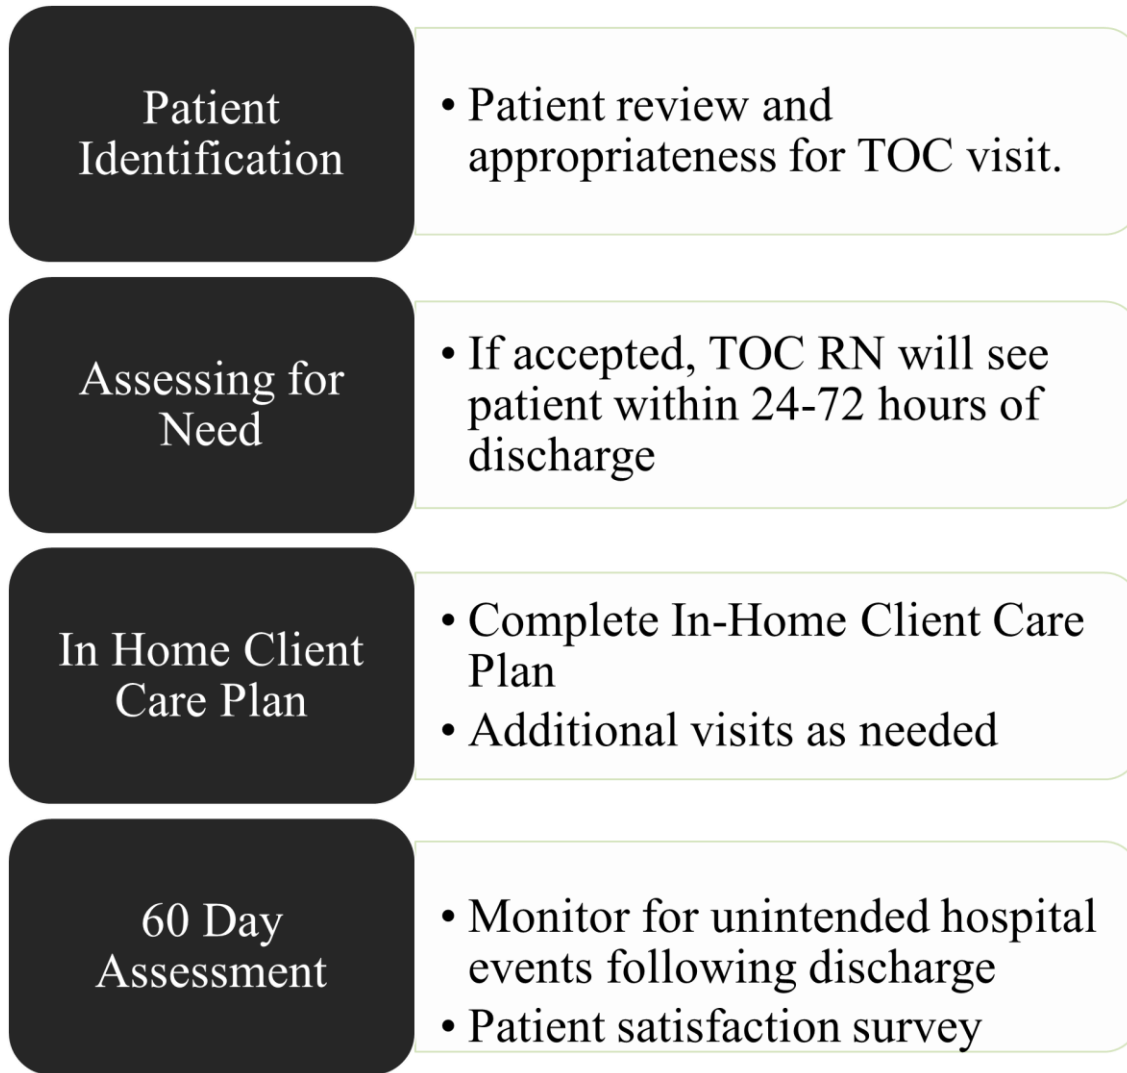 Patient
Identification
• Patient review and
appropriateness for TOC visit.
Assessing for
Need
• If accepted, TOC RN will see
patient within 24-72 hours of
discharge
In Home Client
Care Plan
• Complete In-Home Client Care
Plan
• Additional visits as needed
60 Day
Assessment
• Monitor for unintended hospital
events following discharge
• Patient satisfaction survey